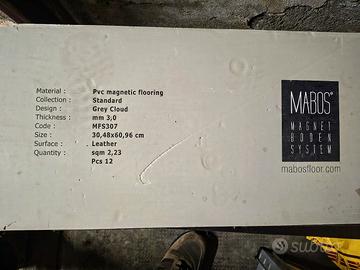 Material : Pvc magnetic flooring
Collection : Standard
Design : Grey Cloud
Thickness : mm 3,0
Code : MFS307
Size : 30,48x60,96 cm
Surface : Leather
Quantity : sqm 2,23
Pcs 12
MABOS®
MAGNET
BODEN
SYSTEM
mabosfloor.com
subito